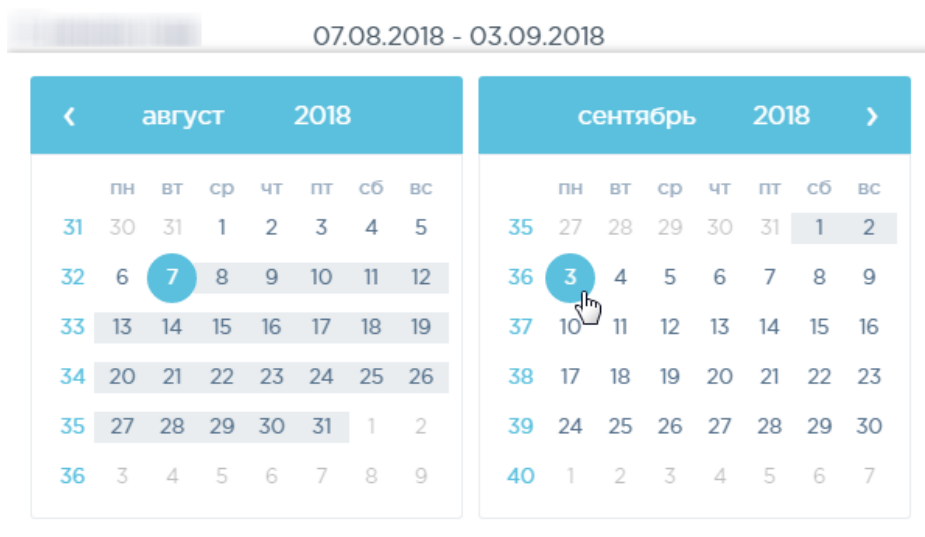 07.08.2018 - 03.09.2018
август 2018
пн вт ср чт пт сб вс
31 30 31 1 2 3 4 5
32 6 7 8 9 10 11 12
33 13 14 15 16 17 18 19
34 20 21 22 23 24 25 26
35 27 28 29 30 31 1 2
36 3 4 5 6 7 8 9
сентябрь 2018
пн вт ср чт пт сб вс
35 27 28 29 30 31 1 2
36 3 4 5 6 7 8 9
37 10 11 12 13 14 15 16
38 17 18 19 20 21 22 23
39 24 25 26 27 28 29 30
40 1 2 3 4 5 6 7